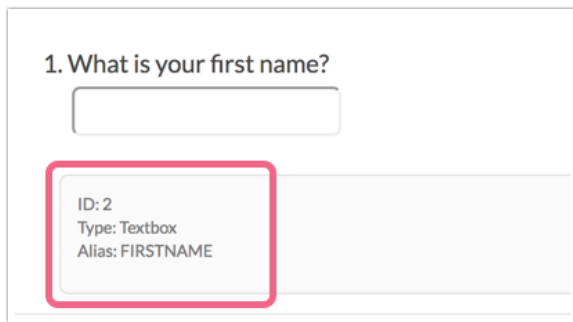 1. What is your first name?
ID: 2
Type: Textbox
Alias: FIRSTNAME